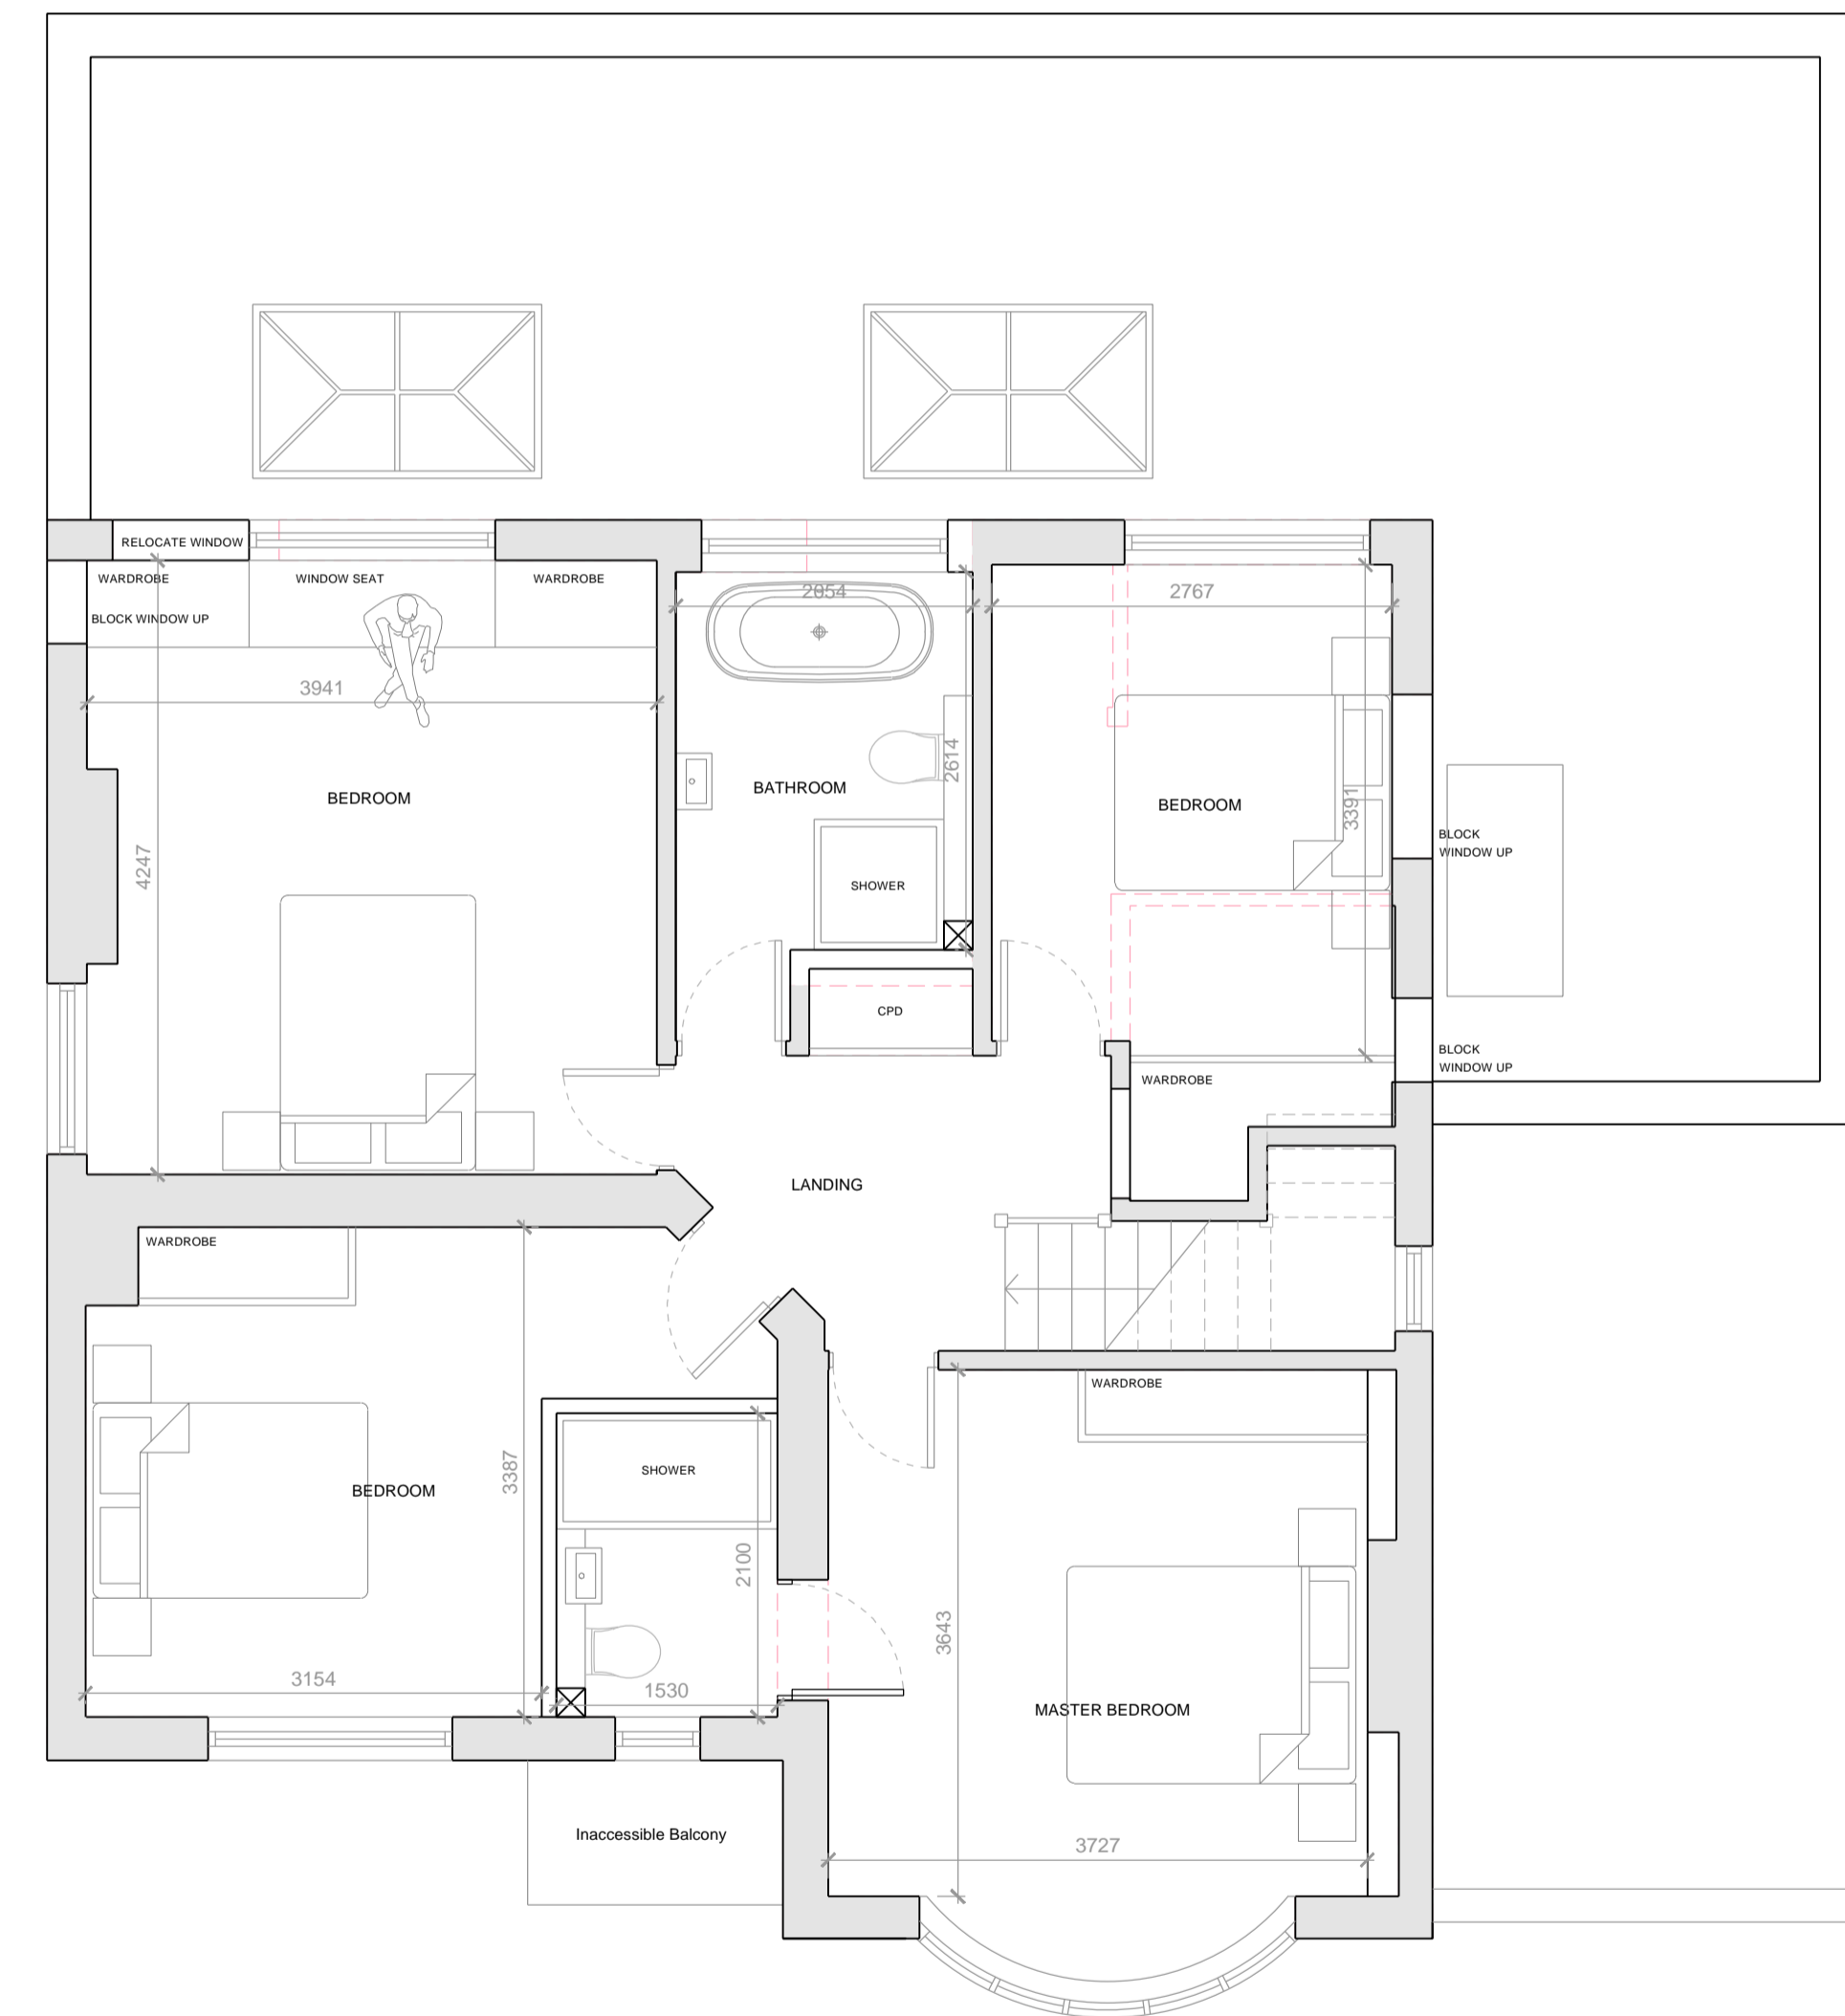 RELOCATE WINDOW
WARDROBE
WINDOW SEAT
WARDROBE
BLOCK WINDOW UP
2054
2767
3941
2614
BATHROOM
BEDROOM
BEDROOM
3391
4247
BLOCK
WINDOW UP
SHOWER
CPD
BLOCK
WINDOW UP
WARDROBE
LANDING
WARDROBE
WARDROBE
3387
SHOWER
BEDROOM
2100
3643
3154
1530
MASTER BEDROOM
Inaccessible Balcony
3727